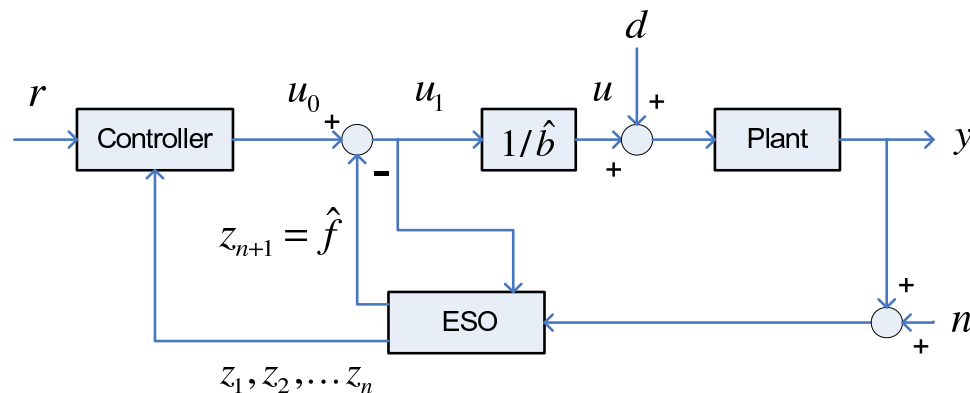 d
r
u₀
u₁
u
+
+
Controller
1/b̂
Plant
y
-
+
zₙ₊₁ = f̂
+
ESO
n
+
z₁, z₂, … zₙ